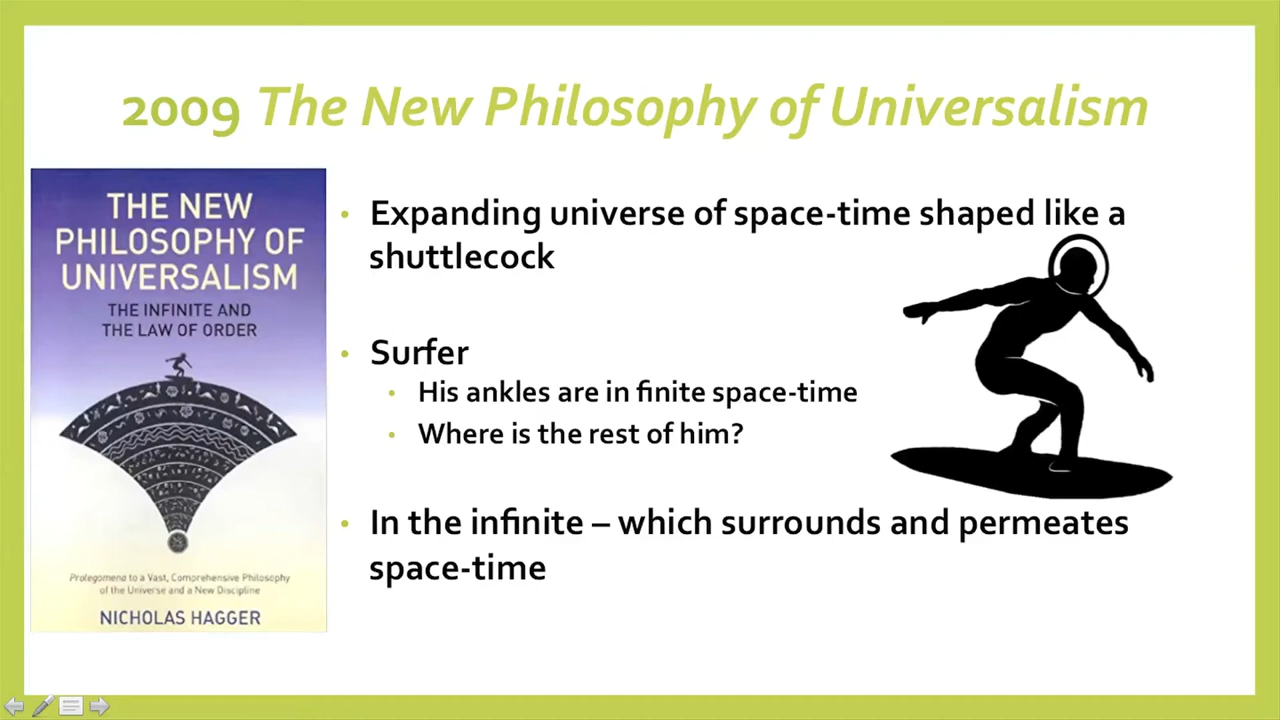 2009 The New Philosophy of Universalism
THE NEW
PHILOSOPHY OF
UNIVERSALISM
THE INFINITE AND
THE LAW OF ORDER
Prolegomena to a Vast, Comprehensive Philosophy
of the Universe and a New Discipline
NICHOLAS HAGGER
• Expanding universe of space-time shaped like a
shuttlecock
• Surfer
• His ankles are in finite space-time
• Where is the rest of him?
• In the infinite – which surrounds and permeates
space-time